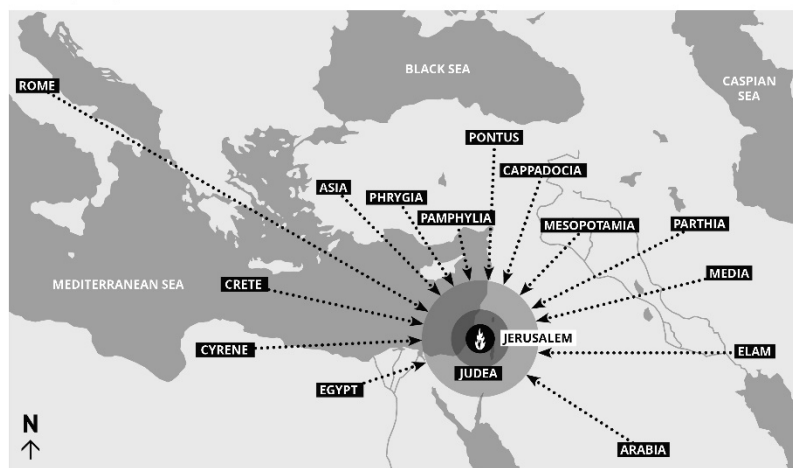 BLACK SEA
CASPIAN
SEA
ROME
PONTUS
CAPPADOCIA
ASIA
PHRYGIA
PAMPHYLIA
MESOPOTAMIA
PARTHIA
MEDIA
MEDITERRANEAN SEA
CRETE
JERUSALEM
CYRENE
ELAM
JUDEA
EGYPT
N
ARABIA